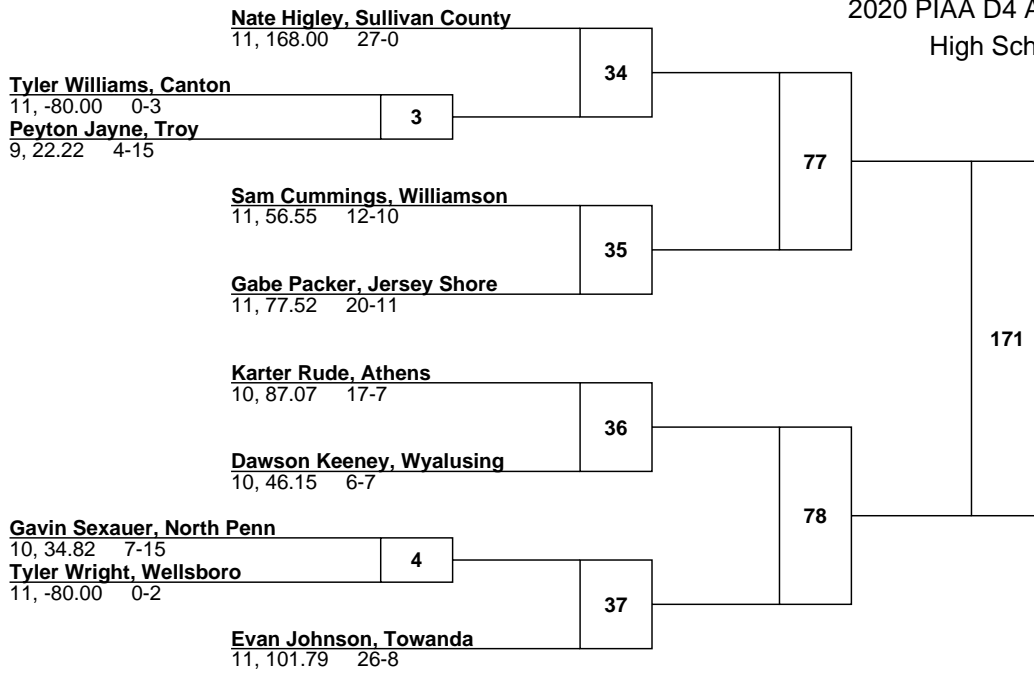 2020 PIAA D4 A
High Sch
Nate Higley, Sullivan County
11, 168.00 27-0
34
Tyler Williams, Canton
11, -80.00 0-3
3
Peyton Jayne, Troy
9, 22.22 4-15
77
Sam Cummings, Williamson
11, 56.55 12-10
35
Gabe Packer, Jersey Shore
11, 77.52 20-11
171
Karter Rude, Athens
10, 87.07 17-7
36
Dawson Keeney, Wyalusing
10, 46.15 6-7
78
Gavin Sexauer, North Penn
10, 34.82 7-15
4
Tyler Wright, Wellsboro
11, -80.00 0-2
37
Evan Johnson, Towanda
11, 101.79 26-8